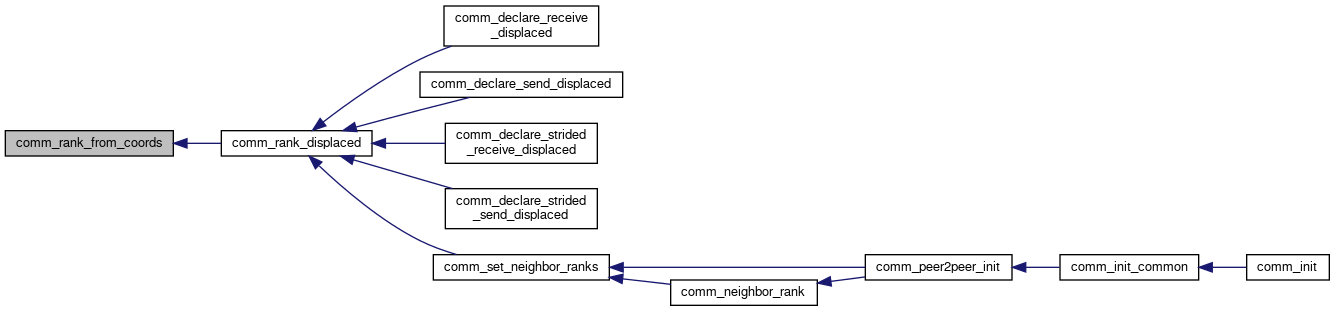 comm_declare_receive
_displaced
comm_declare_send_displaced
comm_rank_from_coords
comm_rank_displaced
comm_declare_strided
_receive_displaced
comm_declare_strided
_send_displaced
comm_set_neighbor_ranks
comm_peer2peer_init
comm_init_common
comm_init
comm_neighbor_rank